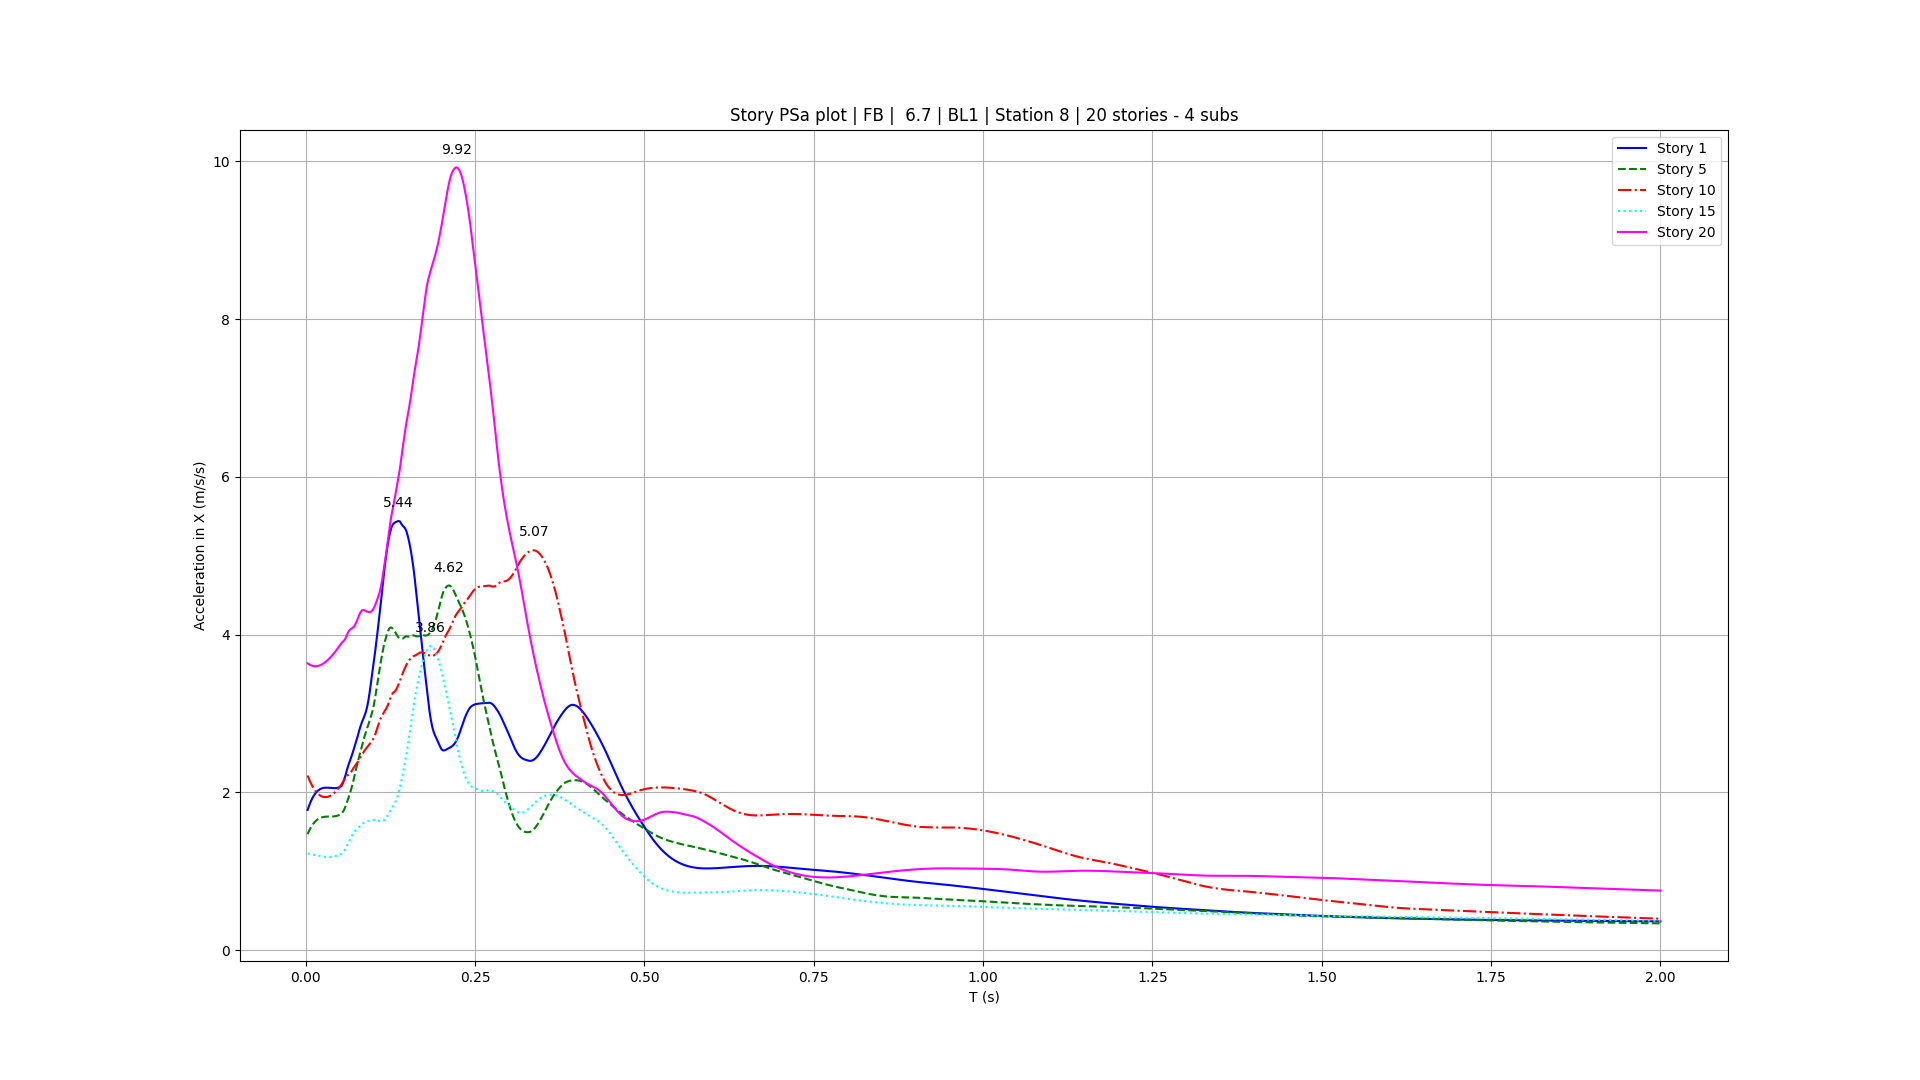 Story PSa plot | FB |  6.7 | BL1 | Station 8 | 20 stories - 4 subs
Story 1
Story 5
Story 10
Story 15
Story 20
9.92
5.44
5.07
4.62
3.86
Acceleration in X (m/s/s)
10
8
6
4
2
0
0.00 0.25 0.50 0.75 1.00 1.25 1.50 1.75 2.00
T (s)